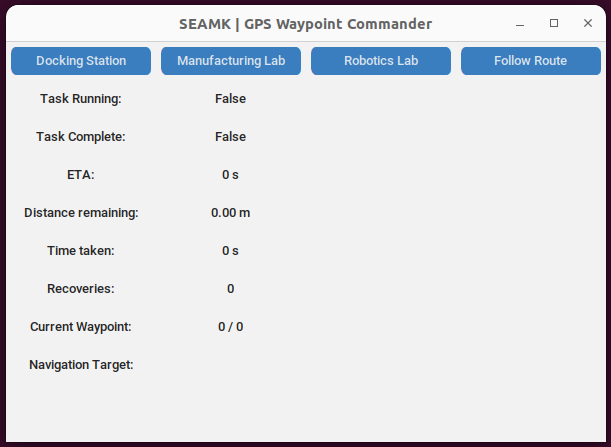 SEAMK | GPS Waypoint Commander
Docking Station Manufacturing Lab Robotics Lab Follow Route
Task Running: False
Task Complete: False
ETA: 0 s
Distance remaining: 0.00 m
Time taken: 0 s
Recoveries: 0
Current Waypoint: 0 / 0
Navigation Target: